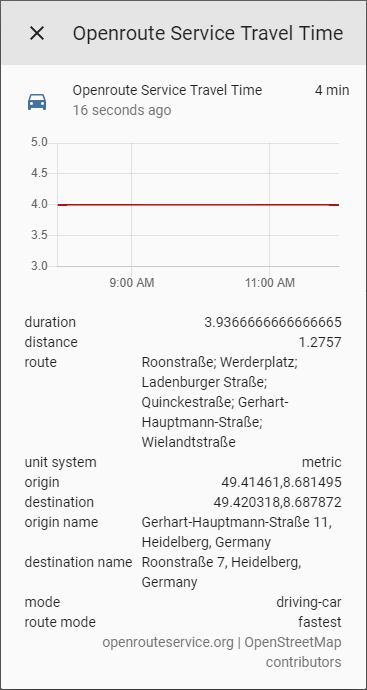 Openroute Service Travel Time
Openroute Service Travel Time 4 min
16 seconds ago
5.0
4.5
4.0
3.5
3.0
9:00 AM 11:00 AM
duration 3.9366666666666665
distance 1.2757
route Roonstraße; Werderplatz;
Ladenburger Straße;
Quinckestraße; Gerhart-
Hauptmann-Straße;
Wielandtstraße
unit system metric
origin 49.41461,8.681495
destination 49.420318,8.687872
origin name Gerhart-Hauptmann-Straße 11,
Heidelberg, Germany
destination name Roonstraße 7, Heidelberg,
Germany
mode driving-car
route mode fastest
openrouteservice.org | OpenStreetMap
contributors